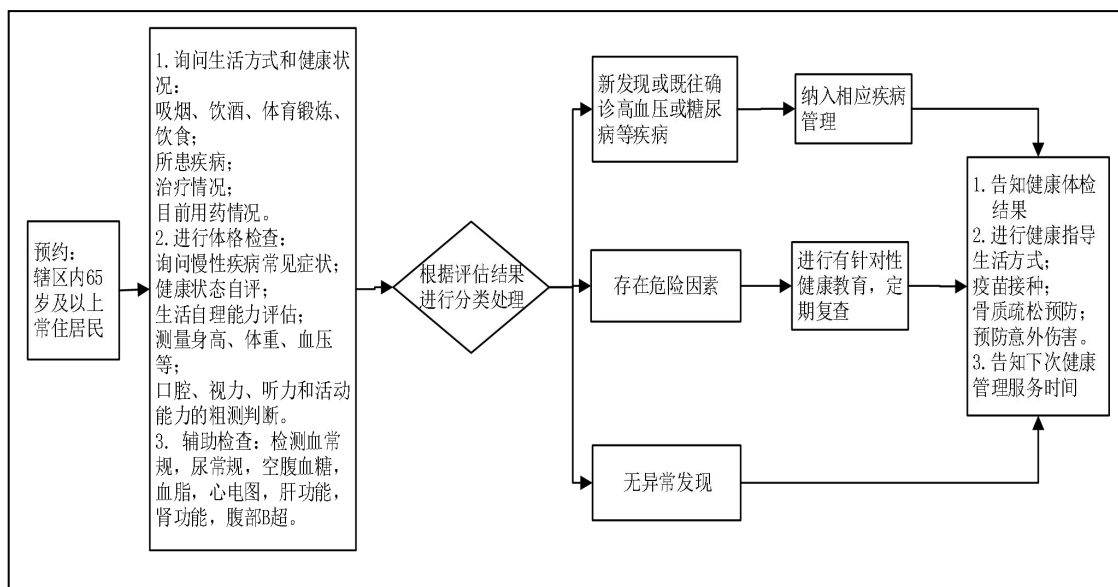 预约：
辖区内65
岁及以上
常住居民
1.询问生活方式和健康状
况：
吸烟、饮酒、体育锻炼、
饮食；
所患疾病；
治疗情况；
目前用药情况。
2.进行体格检查：
询问慢性疾病常见症状；
健康状态自评；
生活自理能力评估；
测量身高、体重、血压
等；
口腔、视力、听力和活动
能力的粗测判断。
3. 辅助检查：检测血常
规，尿常规，空腹血糖，
血脂，心电图，肝功能，
肾功能，腹部B超。
根据评估结果
进行分类处理
新发现或既往确
诊高血压或糖尿
病等疾病
纳入相应疾病
管理
存在危险因素
进行有针对性
健康教育，定
期复查
无异常发现
1.告知健康体检
结果
2.进行健康指导
生活方式；
疫苗接种；
骨质疏松预防；
预防意外伤害。
3.告知下次健康
管理服务时间